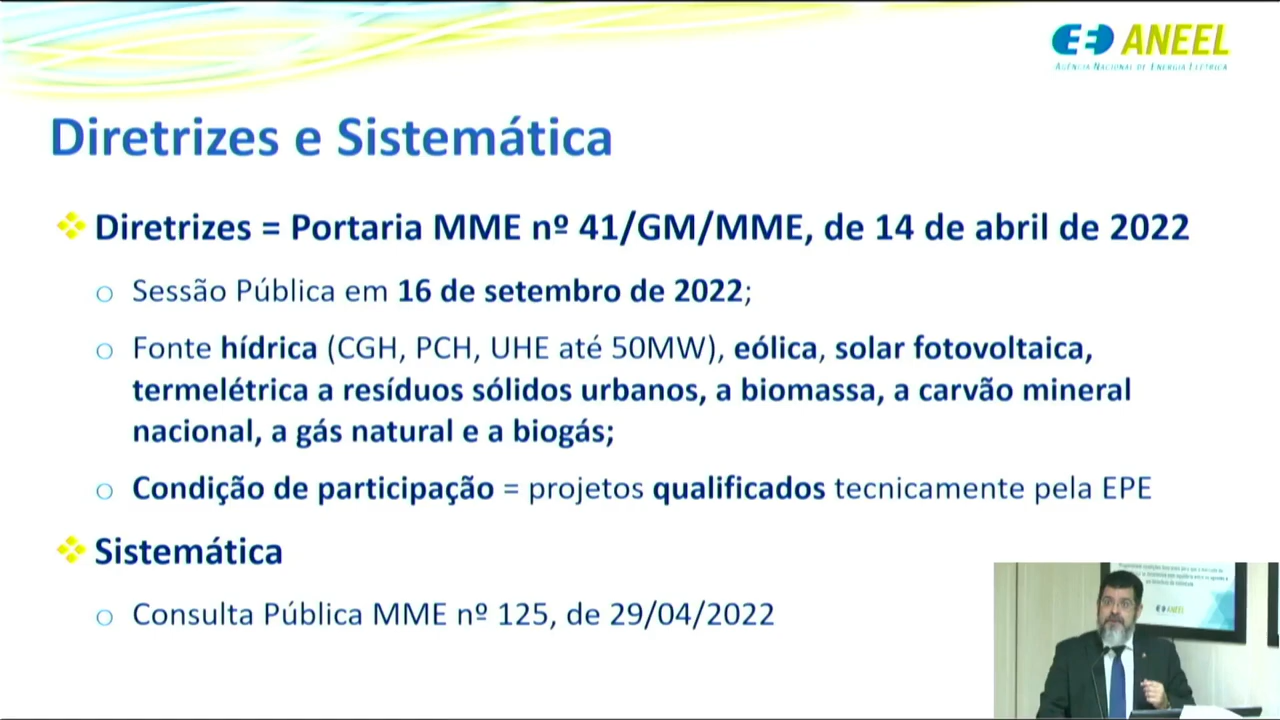 ANEEL
AGÊNCIA NACIONAL DE ENERGIA ELÉTRICA
Diretrizes e Sistemática
Diretrizes = Portaria MME nº 41/GM/MME, de 14 de abril de 2022
o Sessão Pública em 16 de setembro de 2022;
o Fonte hídrica (CGH, PCH, UHE até 50MW), eólica, solar fotovoltaica,
termelétrica a resíduos sólidos urbanos, a biomassa, a carvão mineral
nacional, a gás natural e a biogás;
o Condição de participação = projetos qualificados tecnicamente pela EPE
Sistemática
o Consulta Pública MME nº 125, de 29/04/2022
ANEEL